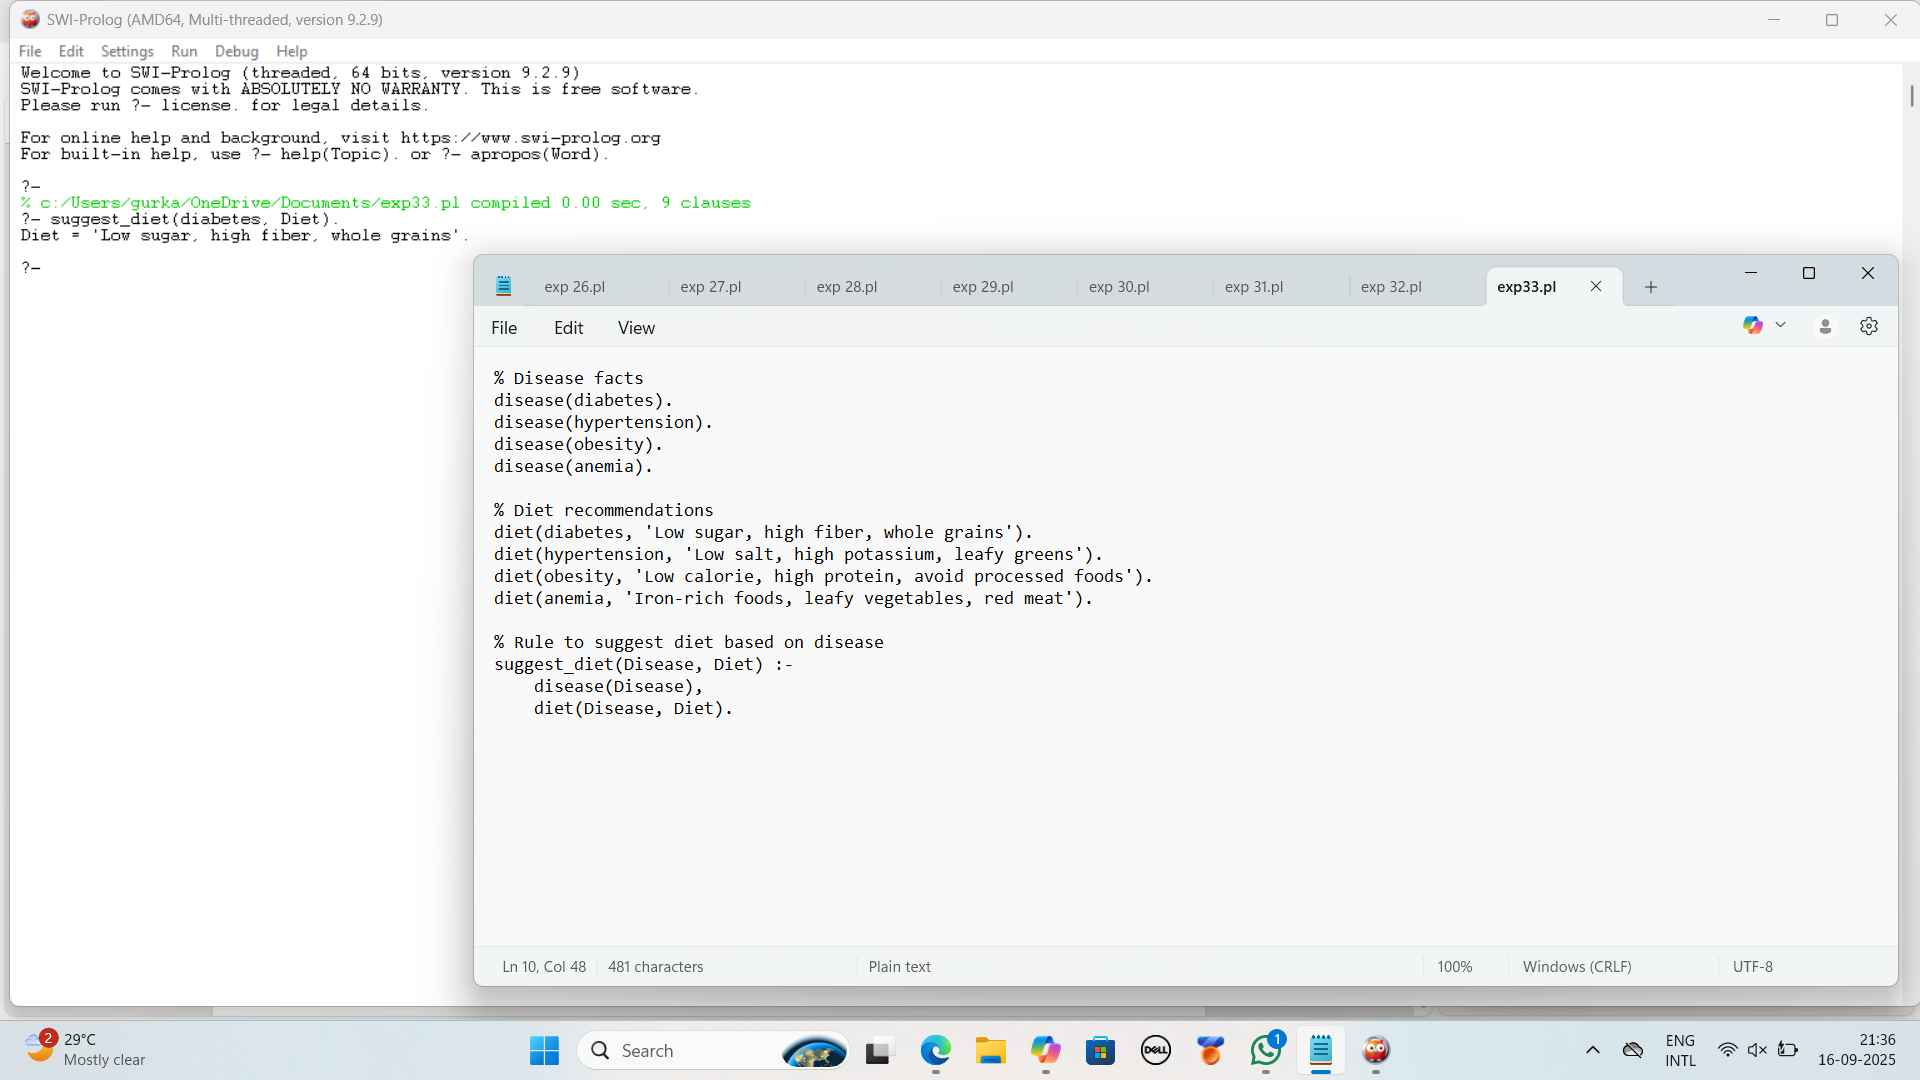 SWI-Prolog (AMD64, Multi-threaded, version 9.2.9)
File Edit Settings Run Debug Help
Welcome to SWI-Prolog (threaded, 64 bits, version 9.2.9)
SWI-Prolog comes with ABSOLUTELY NO WARRANTY. This is free software.
Please run ?- license. for legal details.
For online help and background, visit https://www.swi-prolog.org
For built-in help, use ?- help(Topic). or ?- apropos(Word).
?-
% c:/Users/gurka/OneDrive/Documents/exp33.pl compiled 0.00 sec, 9 clauses
?- suggest_diet(diabetes, Diet).
Diet = 'Low sugar, high fiber, whole grains'.
?-
exp 26.pl exp 27.pl exp 28.pl exp 29.pl exp 30.pl exp 31.pl exp 32.pl exp33.pl
File Edit View
% Disease facts
disease(diabetes).
disease(hypertension).
disease(obesity).
disease(anemia).
% Diet recommendations
diet(diabetes, 'Low sugar, high fiber, whole grains').
diet(hypertension, 'Low salt, high potassium, leafy greens').
diet(obesity, 'Low calorie, high protein, avoid processed foods').
diet(anemia, 'Iron-rich foods, leafy vegetables, red meat').
% Rule to suggest diet based on disease
suggest_diet(Disease, Diet) :-
    disease(Disease),
    diet(Disease, Diet).
Ln 10, Col 48 481 characters Plain text 100% Windows (CRLF) UTF-8
2 29°C
Mostly clear
Search
DELL
1
ENG
INTL
21:36
16-09-2025